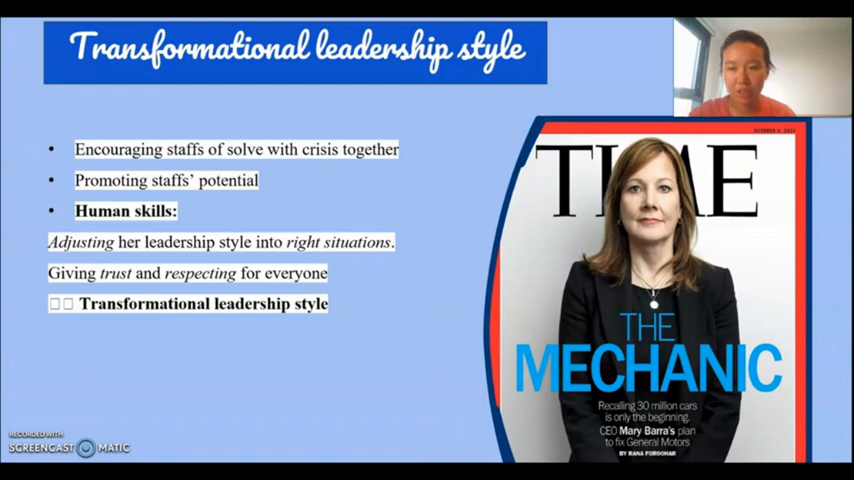 Transformational leadership style
• Encouraging staffs of solve with crisis together
• Promoting staffs' potential
• Human skills:
Adjusting her leadership style into right situations.
Giving trust and respecting for everyone
Transformational leadership style
OCTOBER 6, 2014
TIME
THE
MECHANIC
Recalling 30 million cars
is only the beginning.
CEO Mary Barra's plan
to fix General Motors
BY RANA FOROOHAR
RECORDED WITH
SCREENCAST MATIC